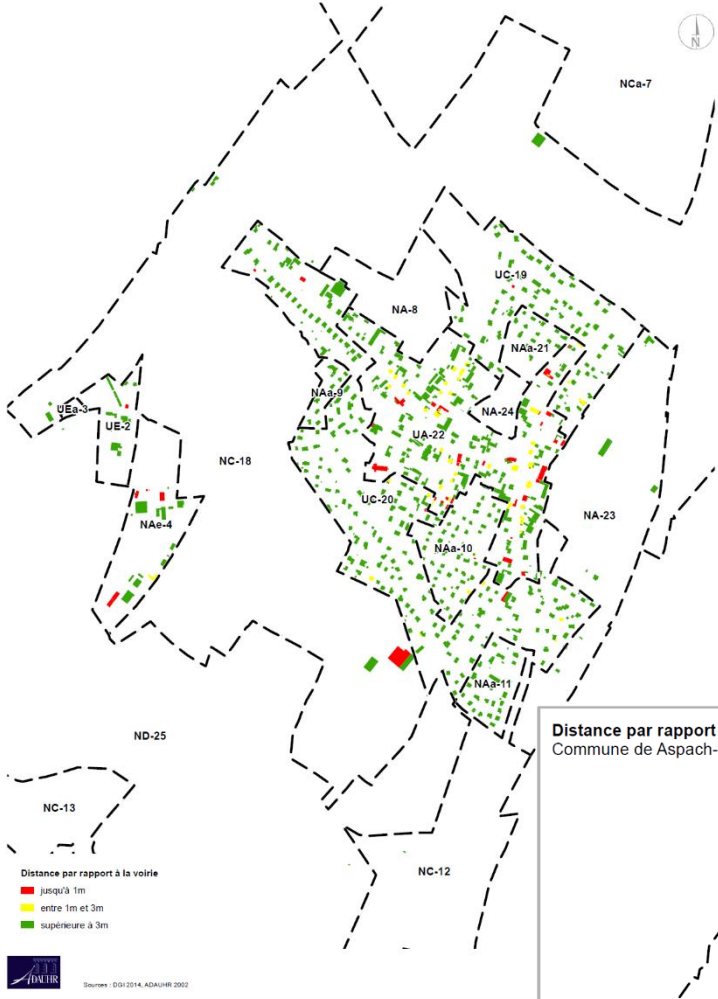 N
NCa-7
UC-19
NA-8
NAa-21
NAa-9
NA-24
UEa-3
UE-2
UA-22
NC-18
UC-20
NA-23
NAe-4
NAa-10
NAa-11
ND-25
Distance par rapport
Commune de Aspach-
NC-13
NC-12
Distance par rapport à la voirie
jusqu'à 1m
entre 1m et 3m
supérieure à 3m
ADAUHR
Sources : DGI 2014, ADAUHR 2002